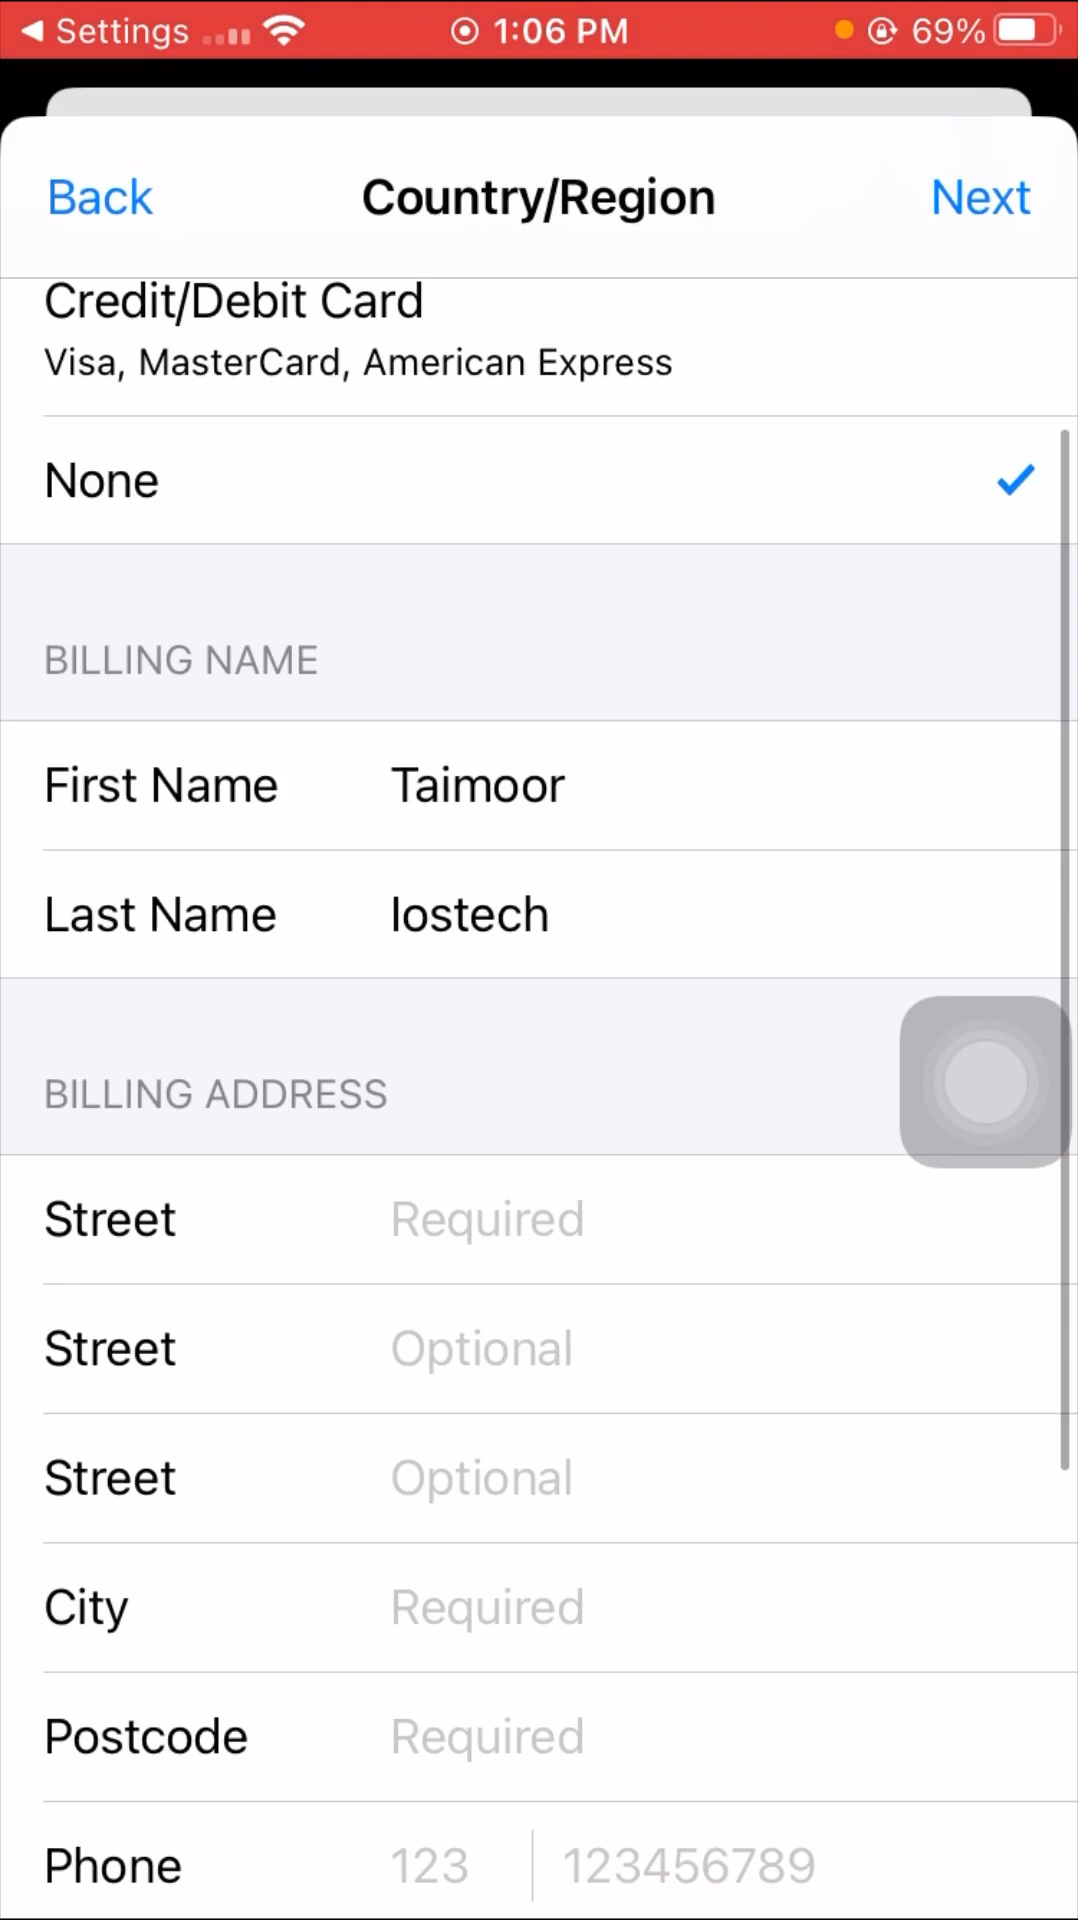 Settings 1:06 PM 69%
Back Country/Region Next
Credit/Debit Card
Visa, MasterCard, American Express
None
BILLING NAME
First Name Taimoor
Last Name Iostech
BILLING ADDRESS
Street Required
Street Optional
Street Optional
City Required
Postcode Required
Phone 123 123456789